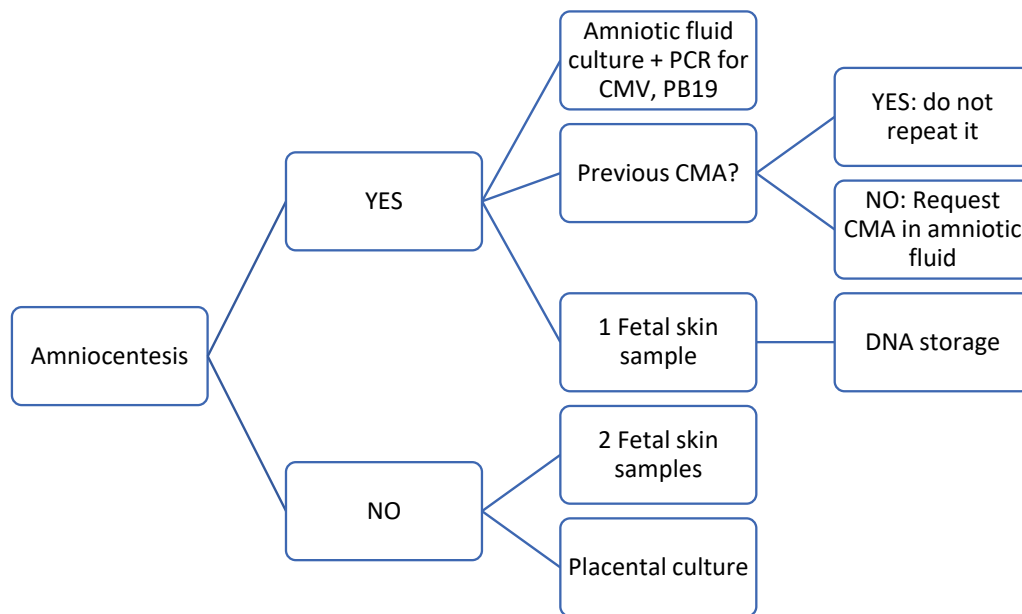 Amniotic fluid
culture + PCR for
CMV, PB19
YES: do not
repeat it
YES
Previous CMA?
NO: Request
CMA in amniotic
fluid
Amniocentesis
1 Fetal skin
sample
DNA storage
2 Fetal skin
samples
NO
Placental culture